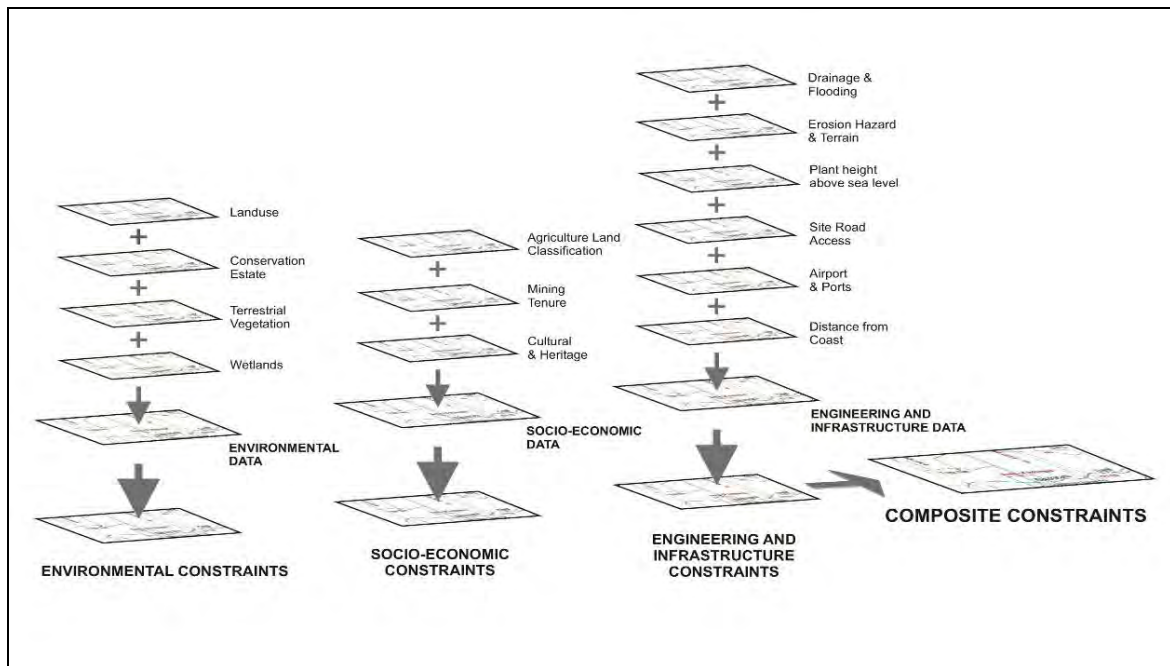 Landuse
Conservation
Estate
Terrestrial
Vegetation
Wetlands
ENVIRONMENTAL
DATA
ENVIRONMENTAL CONSTRAINTS
Agriculture Land
Classification
Mining
Tenure
Cultural
& Heritage
SOCIO-ECONOMIC
DATA
SOCIO-ECONOMIC
CONSTRAINTS
Drainage &
Flooding
Erosion Hazard
& Terrain
Plant height
above sea level
Site Road
Access
Airport
& Ports
Distance from
Coast
ENGINEERING AND
INFRASTRUCTURE DATA
ENGINEERING AND
INFRASTRUCTURE
CONSTRAINTS
COMPOSITE CONSTRAINTS